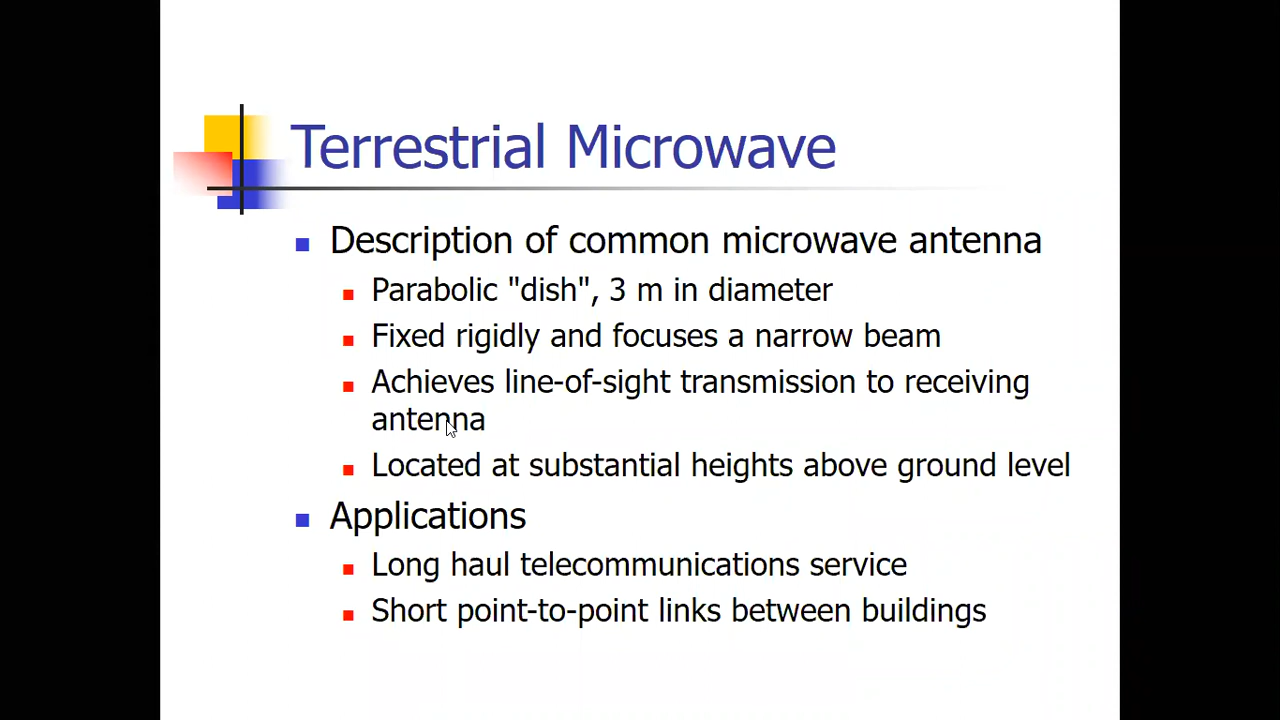 Terrestrial Microwave
Description of common microwave antenna
Parabolic "dish", 3 m in diameter
Fixed rigidly and focuses a narrow beam
Achieves line-of-sight transmission to receiving
antenna
Located at substantial heights above ground level
Applications
Long haul telecommunications service
Short point-to-point links between buildings